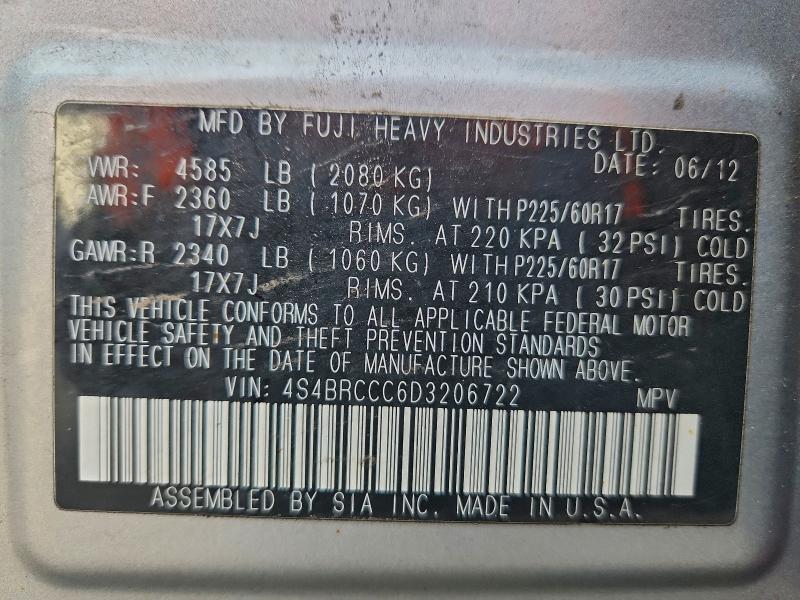 MFD BY FUJI HEAVY INDUSTRIES LTD.
DATE: 06/12
VWR: 4585 LB ( 2080 KG)
AWR:F 2360 LB ( 1070 KG) WITH P225/60R17 TIRES.
17X7J RIMS. AT 220 KPA ( 32 PSI) COLD
GAWR:R 2340 LB ( 1060 KG) WITH P225/60R17 TIRES.
17X7J RIMS. AT 210 KPA ( 30 PSI) COLD
THIS VEHICLE CONFORMS TO ALL APPLICABLE FEDERAL MOTOR
VEHICLE SAFETY AND THEFT PREVENTION STANDARDS
IN EFFECT ON THE DATE OF MANUFACTURE SHOWN ABOVE.
VIN: 4S4BRCCC6D3206722 MPV
ASSEMBLED BY SIA INC. MADE IN U.S.A.